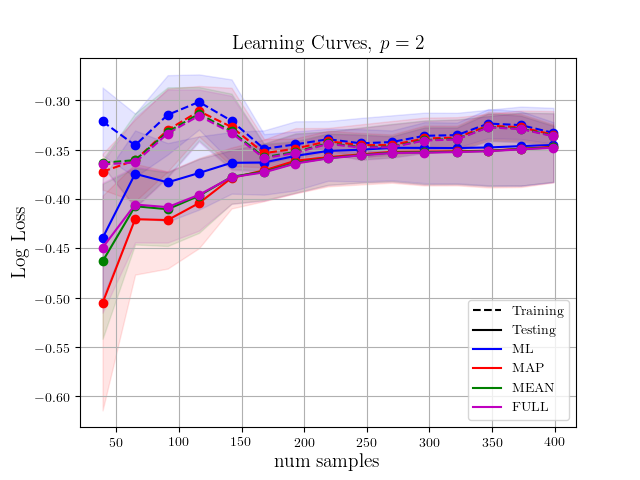 Learning Curves, p = 2
Log Loss
−0.30
−0.35
−0.40
−0.45
−0.50
−0.55
−0.60
Training
Testing
ML
MAP
MEAN
FULL
50 100 150 200 250 300 350 400
num samples